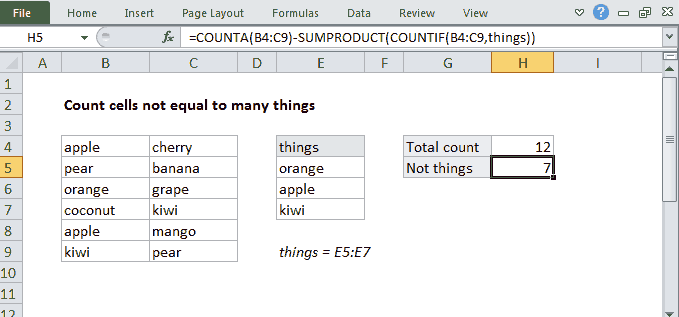 File Home Insert Page Layout Formulas Data Review View
H5 fx =COUNTA(B4:C9)-SUMPRODUCT(COUNTIF(B4:C9,things))
A B C D E F G H I
1
2 Count cells not equal to many things
3
4 apple cherry things Total count 12
5 pear banana orange Not things 7
6 orange grape apple
7 coconut kiwi kiwi
8 apple mango
9 kiwi pear things = E5:E7
10
11
12